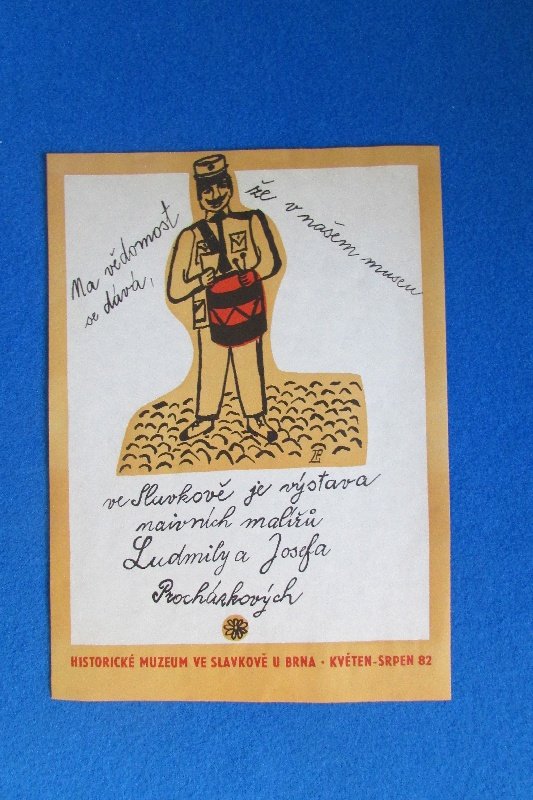 Na vědomost
se dává,
že v našem museu
ve Slavkově je výstava
naivních malířů
Ludmily a Josefa
Procházkových
HISTORICKÉ MUZEUM VE SLAVKOVĚ U BRNA · KVĚTEN-SRPEN 82